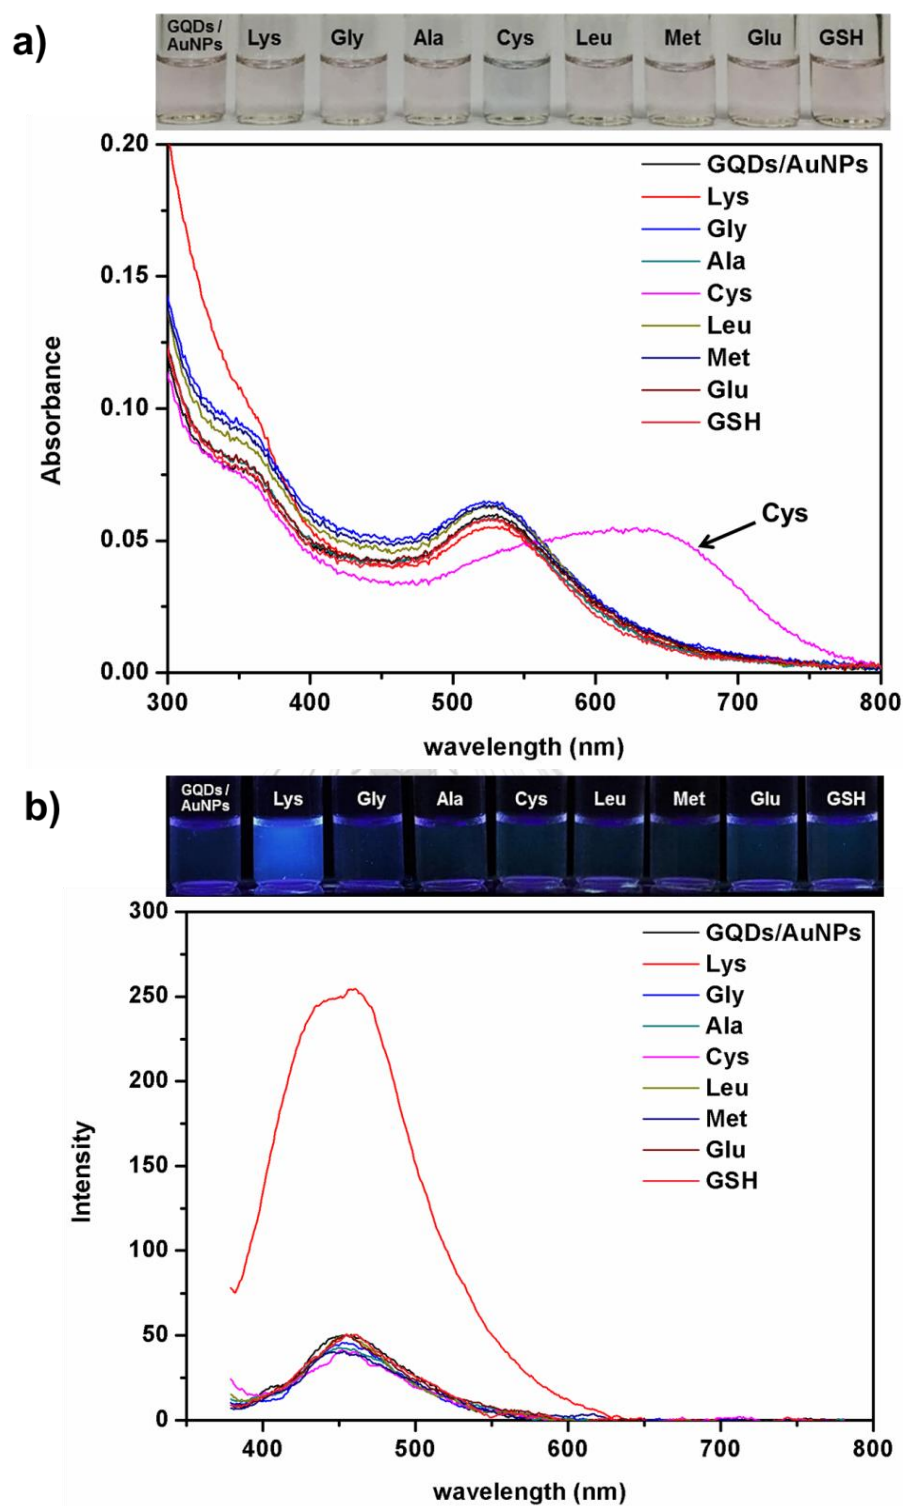 a)
GQDs/
AuNPs
Lys
Gly
Ala
Cys
Leu
Met
Glu
GSH
0.20
0.15
0.10
0.05
0.00
Absorbance
GQDs/AuNPs
Lys
Gly
Ala
Cys
Leu
Met
Glu
GSH
Cys
300 400 500 600 700 800
wavelength (nm)
b)
GQDs/
AuNPs
Lys
Gly
Ala
Cys
Leu
Met
Glu
GSH
300
250
200
150
100
50
0
Intensity
GQDs/AuNPs
Lys
Gly
Ala
Cys
Leu
Met
Glu
GSH
400 500 600 700 800
wavelength (nm)